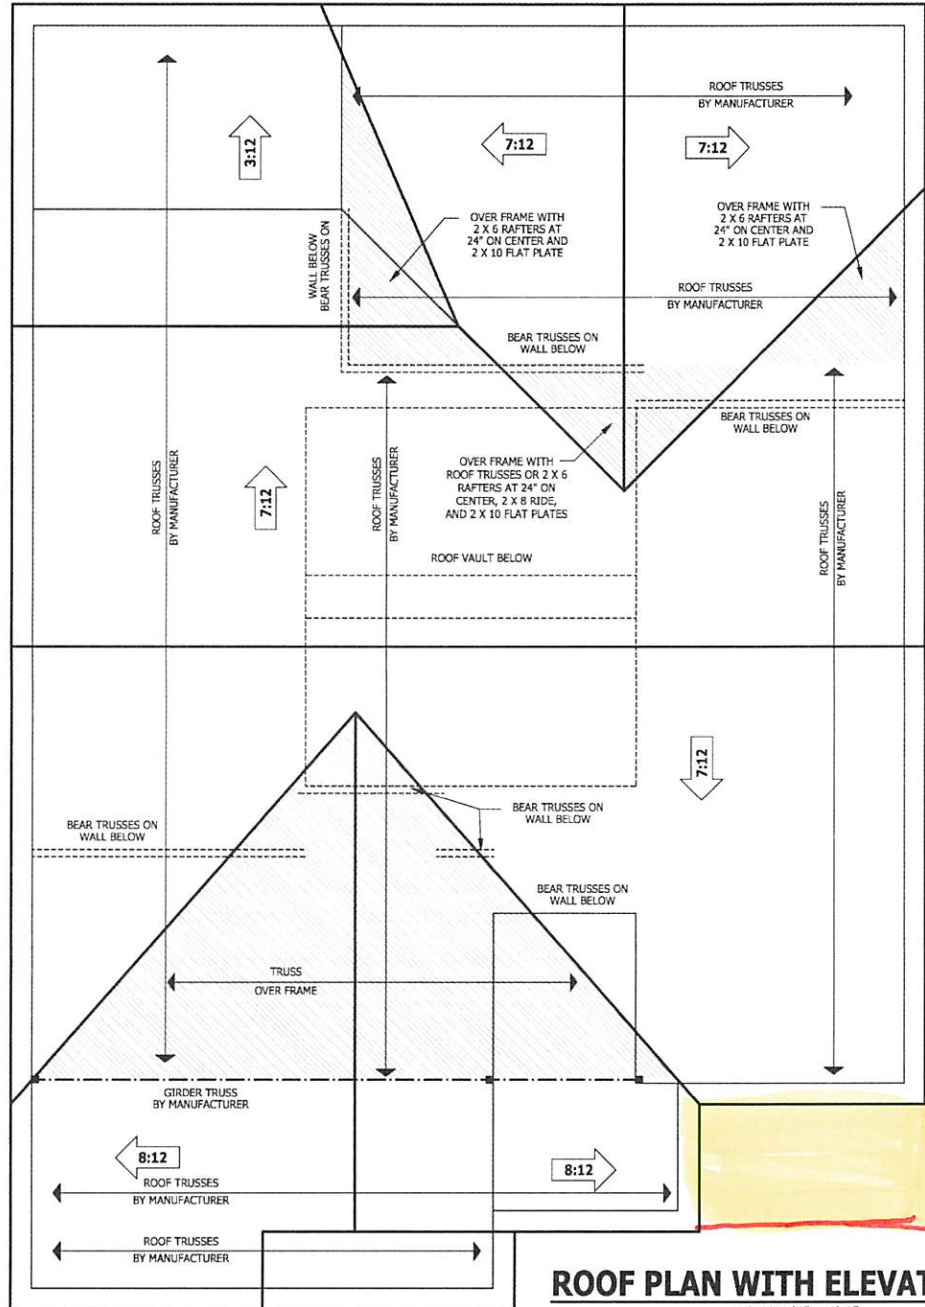 ROOF TRUSSES
BY MANUFACTURER
3:12
7:12
7:12
OVER FRAME WITH
2 X 6 RAFTERS AT
24" ON CENTER AND
2 X 10 FLAT PLATE
OVER FRAME WITH
2 X 6 RAFTERS AT
24" ON CENTER AND
2 X 10 FLAT PLATE
WALL BELOW
BEAR TRUSSES ON
ROOF TRUSSES
BY MANUFACTURER
BEAR TRUSSES ON
WALL BELOW
BEAR TRUSSES ON
WALL BELOW
ROOF TRUSSES
BY MANUFACTURER
7:12
ROOF TRUSSES
BY MANUFACTURER
OVER FRAME WITH
ROOF TRUSSES OR 2 X 6
RAFTERS AT 24" ON
CENTER, 2 X 8 RIDE,
AND 2 X 10 FLAT PLATES
ROOF TRUSSES
BY MANUFACTURER
ROOF VAULT BELOW
7:12
BEAR TRUSSES ON
WALL BELOW
BEAR TRUSSES ON
WALL BELOW
BEAR TRUSSES ON
WALL BELOW
TRUSS
OVER FRAME
GIRDER TRUSS
BY MANUFACTURER
8:12
8:12
ROOF TRUSSES
BY MANUFACTURER
ROOF TRUSSES
BY MANUFACTURER
ROOF PLAN WITH ELEVAT